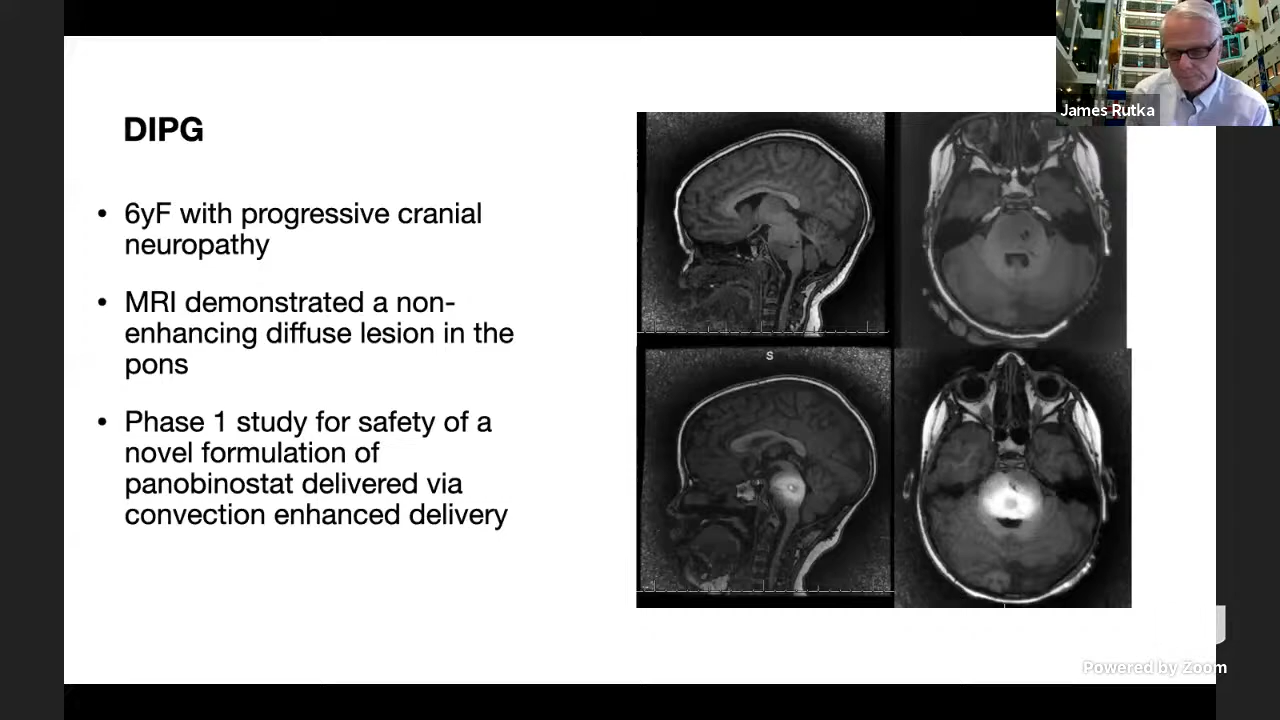 James Rutka
DIPG
• 6yF with progressive cranial
neuropathy
• MRI demonstrated a non-
enhancing diffuse lesion in the
pons
• Phase 1 study for safety of a
novel formulation of
panobinostat delivered via
convection enhanced delivery
S
Powered by Zoom